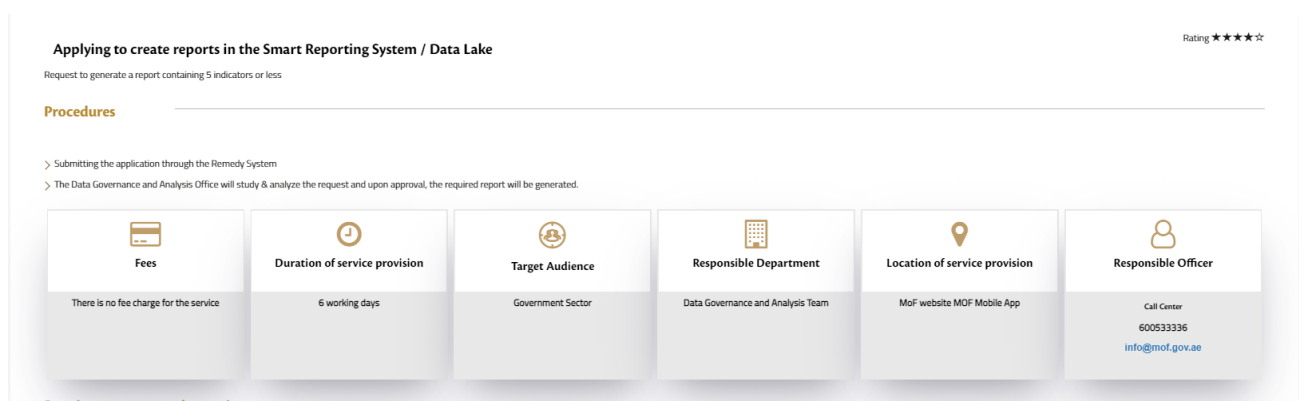 Applying to create reports in the Smart Reporting System / Data Lake
Rating ★★★★☆
Request to generate a report containing 5 indicators or less
Procedures
Submitting the application through the Remedy System
The Data Governance and Analysis Office will study & analyze the request and upon approval, the required report will be generated.
Fees
There is no fee charge for the service
Duration of service provision
6 working days
Target Audience
Government Sector
Responsible Department
Data Governance and Analysis Team
Location of service provision
MoF website MOF Mobile App
Responsible Officer
Call Center
600533336
info@mof.gov.ae